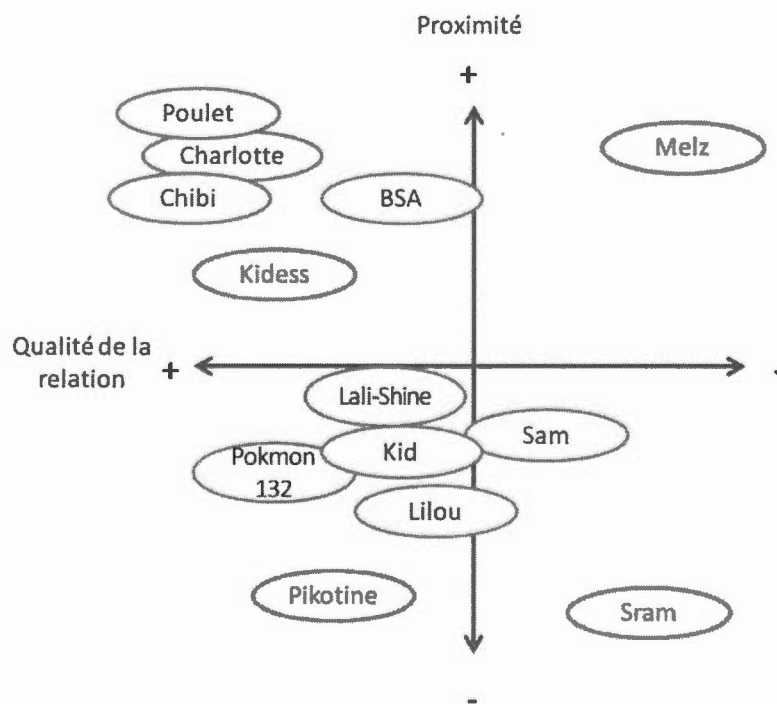 Proximité
+
Poulet
Charlotte
Melz
Chibi
BSA
Kidess
Qualité de la
relation
+
Lali-Shine
Sam
Kid
Pokmon
132
Lilou
Pikotine
Sram
-